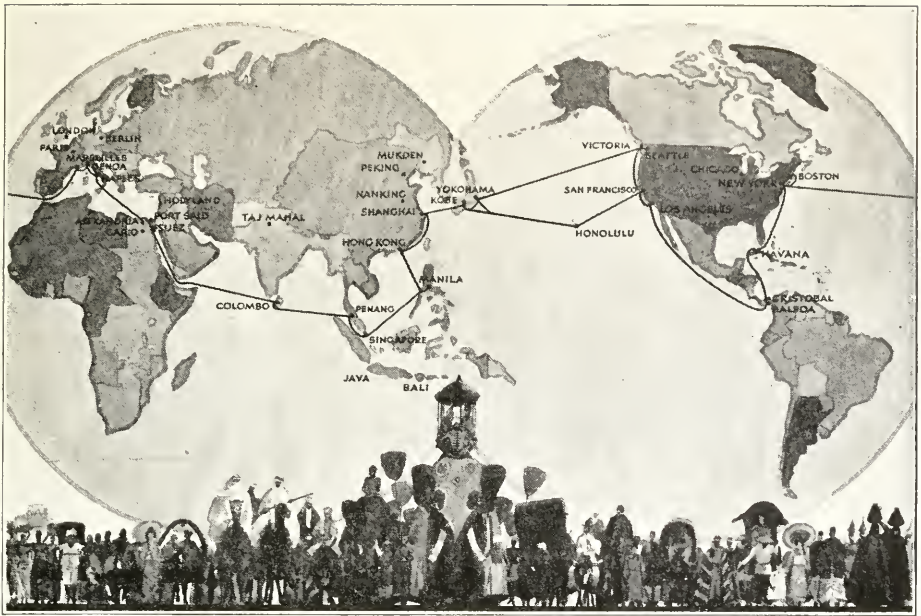 LONDON
BERLIN
PARIS
MARSEILLES
GENOA
NAPLES
HOLY LAND
ALEXANDRIA
PORT SAID
CAIRO
SUEZ
TAJ MAHAL
MUKDEN
PEKING
NANKING
SHANGHAI
YOKOHAMA
KOBE
HONG KONG
MANILA
COLOMBO
PENANG
SINGAPORE
JAVA
BALI
VICTORIA
SEATTLE
CHICAGO
NEW YORK
BOSTON
SAN FRANCISCO
LOS ANGELES
HONOLULU
HAVANA
CRISTOBAL
BALBOA